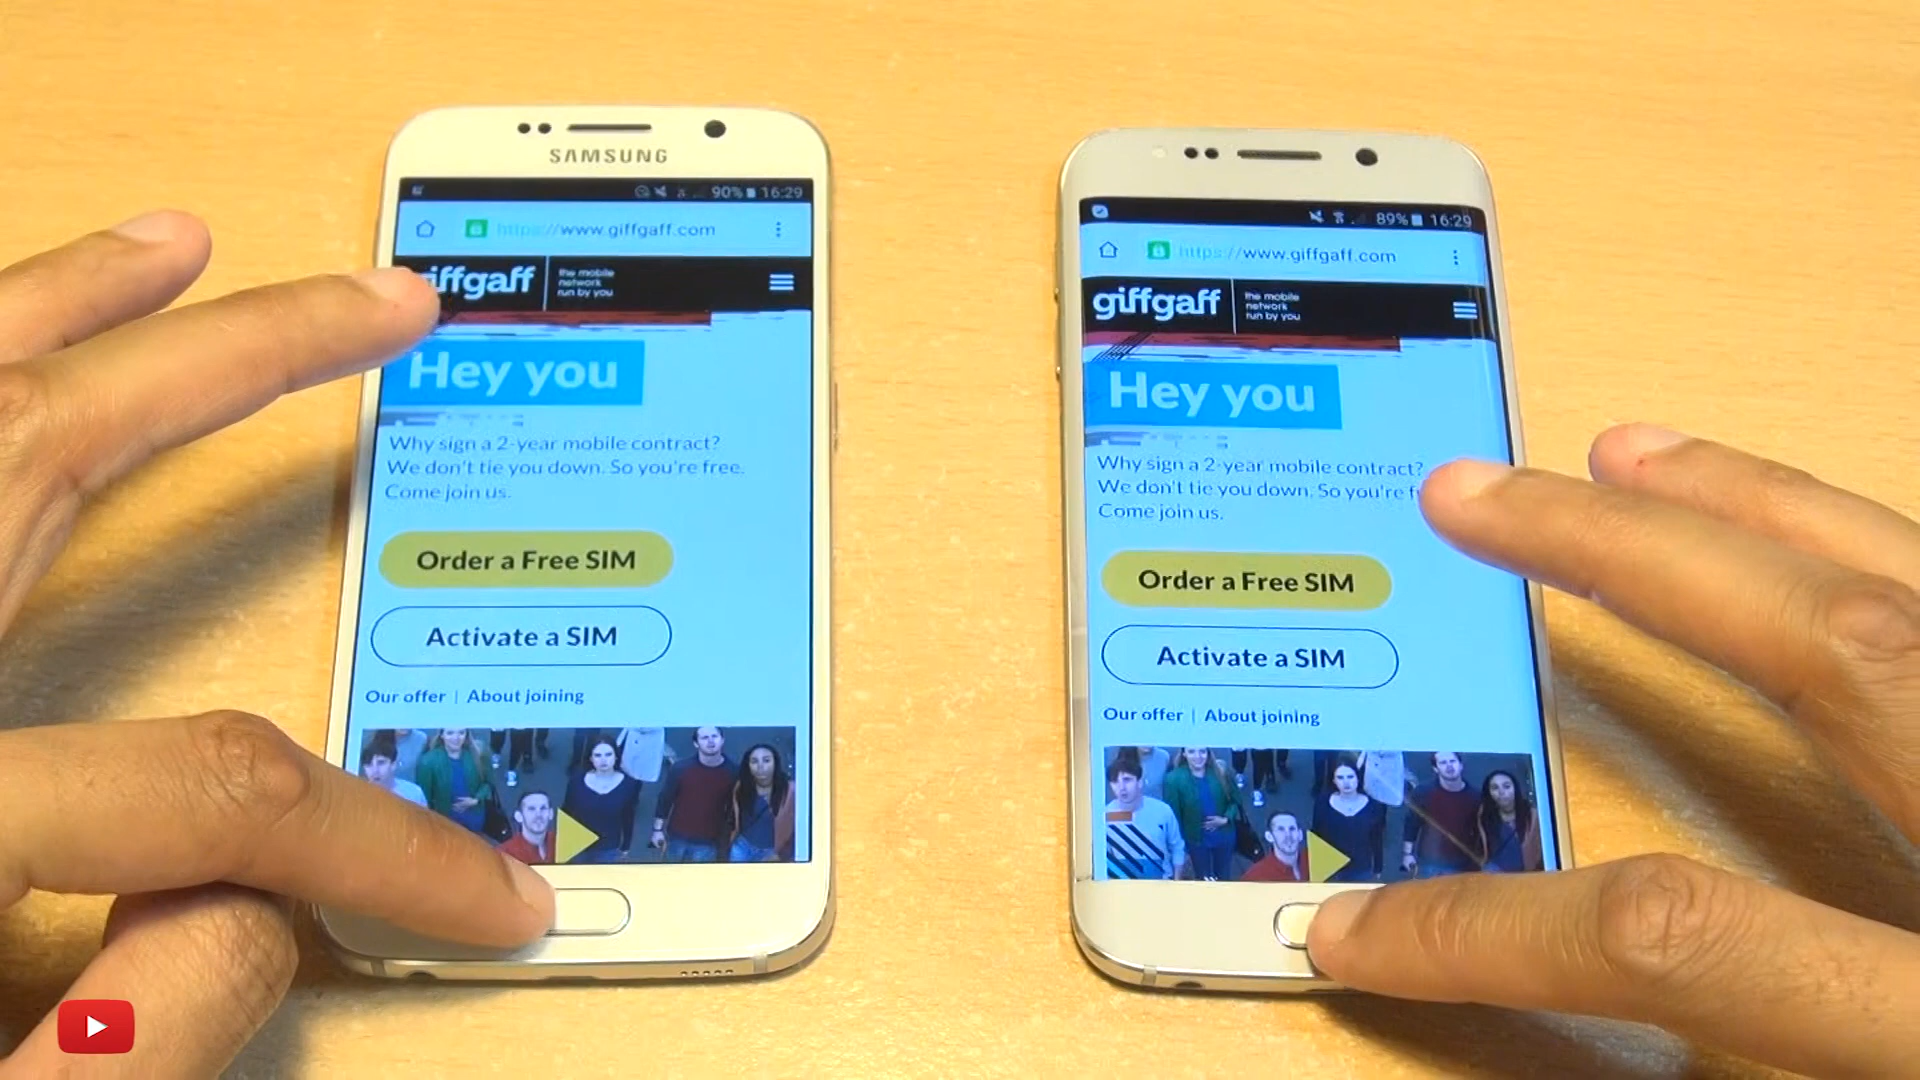 SAMSUNG
90% 16:29
https://www.giffgaff.com
giffgaff
the mobile
network
run by you
Hey you
Why sign a 2-year mobile contract?
We don't tie you down. So you're free.
Come join us.
Order a Free SIM
Activate a SIM
Our offer | About joining
89% 16:29
https://www.giffgaff.com
giffgaff
the mobile
network
run by you
Hey you
Why sign a 2-year mobile contract?
We don't tie you down. So you're f
Come join us.
Order a Free SIM
Activate a SIM
Our offer | About joining